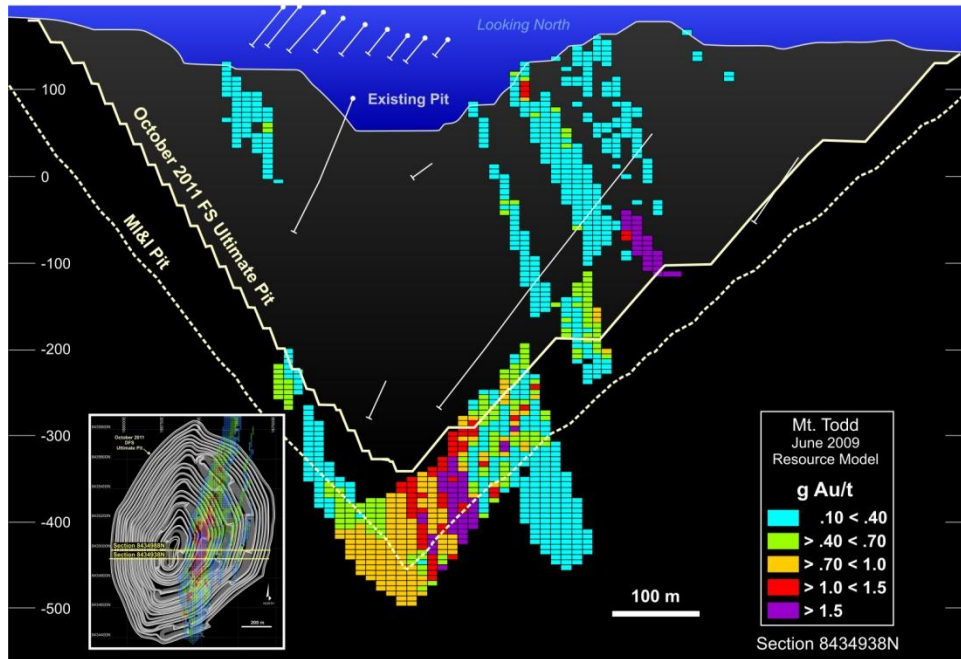 Looking North
Existing Pit
100
0
-100
-200
-300
-400
-500
October 2011 FS Ultimate Pit
MI&I Pit
October 2011
DFS
Ultimate Pit
Section 8434988N
Section 8434938N
100 m
Mt. Todd
June 2009
Resource Model
g Au/t
.10 < .40
> .40 < .70
> .70 < 1.0
> 1.0 < 1.5
> 1.5
Section 8434938N